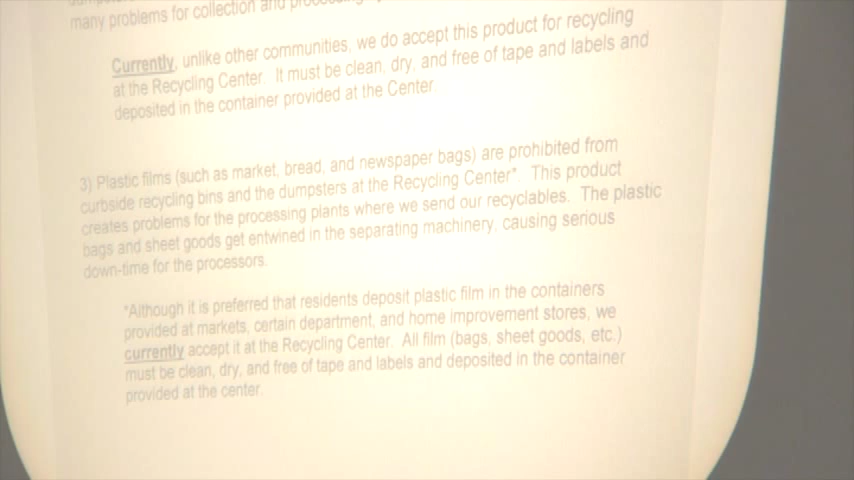 many problems for collection and
Currently, unlike other communities, we do accept this product for recycling
at the Recycling Center. It must be clean, dry, and free of tape and labels and
deposited in the container provided at the Center.
3) Plastic films (such as market, bread, and newspaper bags) are prohibited from
curbside recycling bins and the dumpsters at the Recycling Center*. This product
creates problems for the processing plants where we send our recyclables. The plastic
bags and sheet goods get entwined in the separating machinery, causing serious
down-time for the processors.
*Although it is preferred that residents deposit plastic film in the containers
provided at markets, certain department, and home improvement stores, we
currently accept it at the Recycling Center. All film (bags, sheet goods, etc.)
must be clean, dry, and free of tape and labels and deposited in the container
provided at the center.